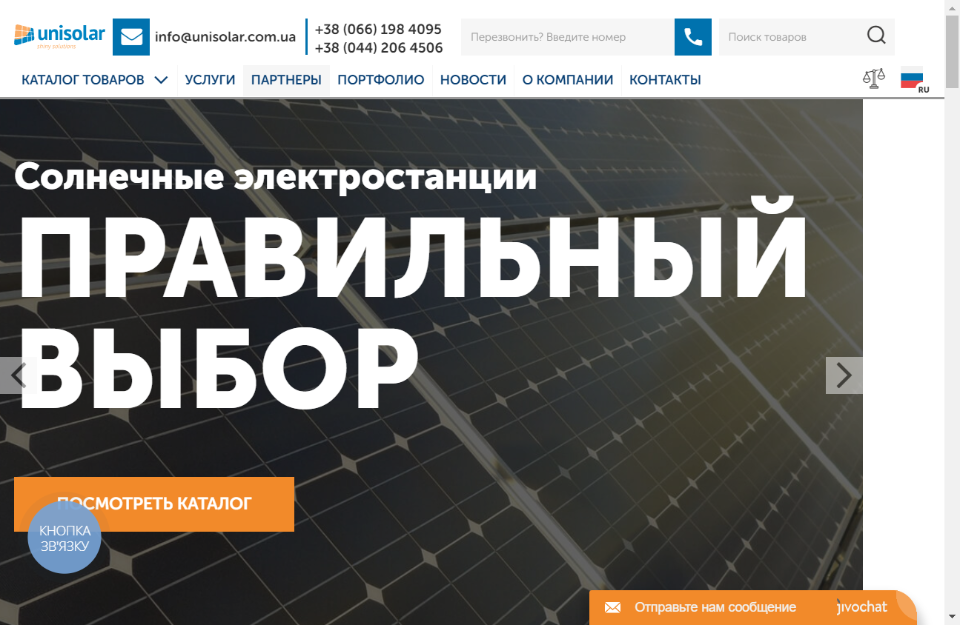 unisolar
info@unisolar.com.ua
+38 (066) 198 4095
+38 (044) 206 4506
Перезвонить? Введите номер
Поиск товаров
КАТАЛОГ ТОВАРОВ
УСЛУГИ
ПАРТНЕРЫ
ПОРТФОЛИО
НОВОСТИ
О КОМПАНИИ
КОНТАКТЫ
RU
Солнечные электростанции
ПРАВИЛЬНЫЙ
ВЫБОР
ПОСМОТРЕТЬ КАТАЛОГ
КНОПКА
ЗВ'ЯЗКУ
Отправьте нам сообщение
jivochat